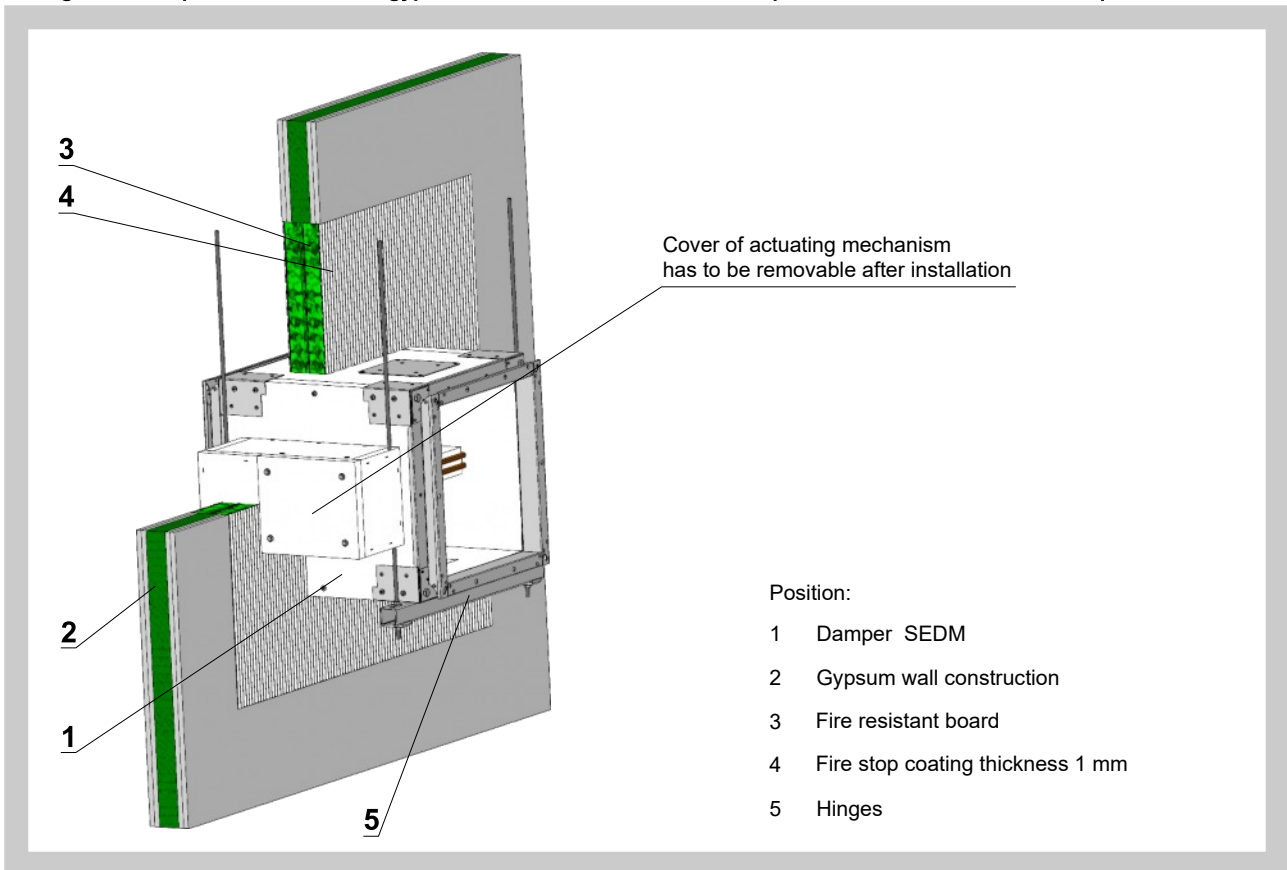 3
4
Cover of actuating mechanism
has to be removable after installation
2
1
5
Position:
1 Damper SEDM
2 Gypsum wall construction
3 Fire resistant board
4 Fire stop coating thickness 1 mm
5 Hinges